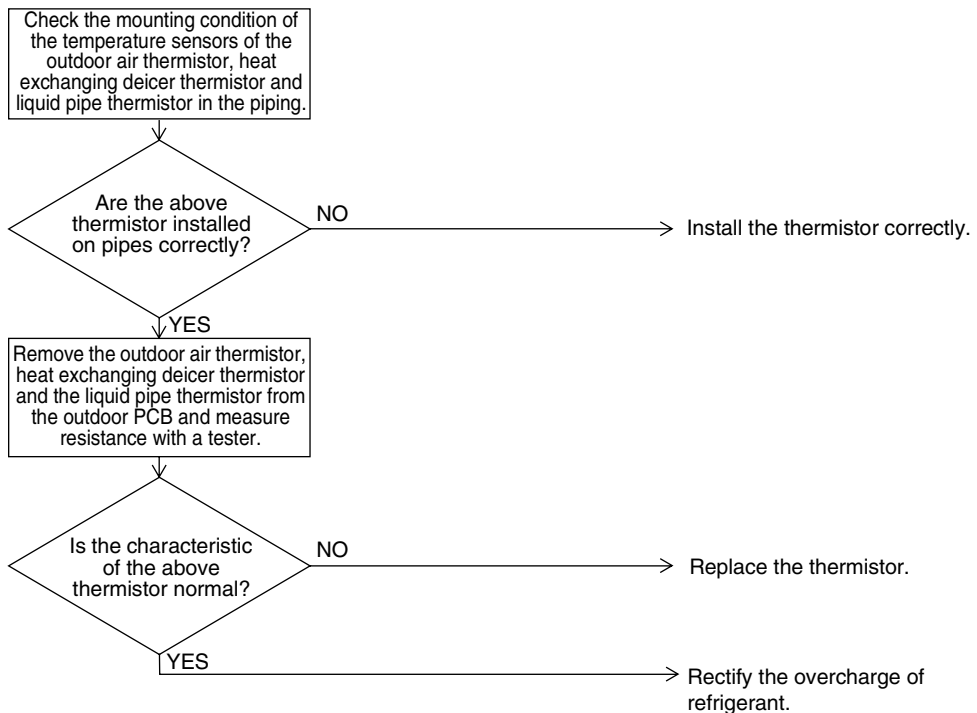 Check the mounting condition of
the temperature sensors of the
outdoor air thermistor, heat
exchanging deicer thermistor and
liquid pipe thermistor in the piping.
Are the above
thermistor installed
on pipes correctly?
NO
Install the thermistor correctly.
YES
Remove the outdoor air thermistor,
heat exchanging deicer thermistor
and the liquid pipe thermistor from
the outdoor PCB and measure
resistance with a tester.
Is the characteristic
of the above
thermistor normal?
NO
Replace the thermistor.
YES
Rectify the overcharge of
refrigerant.